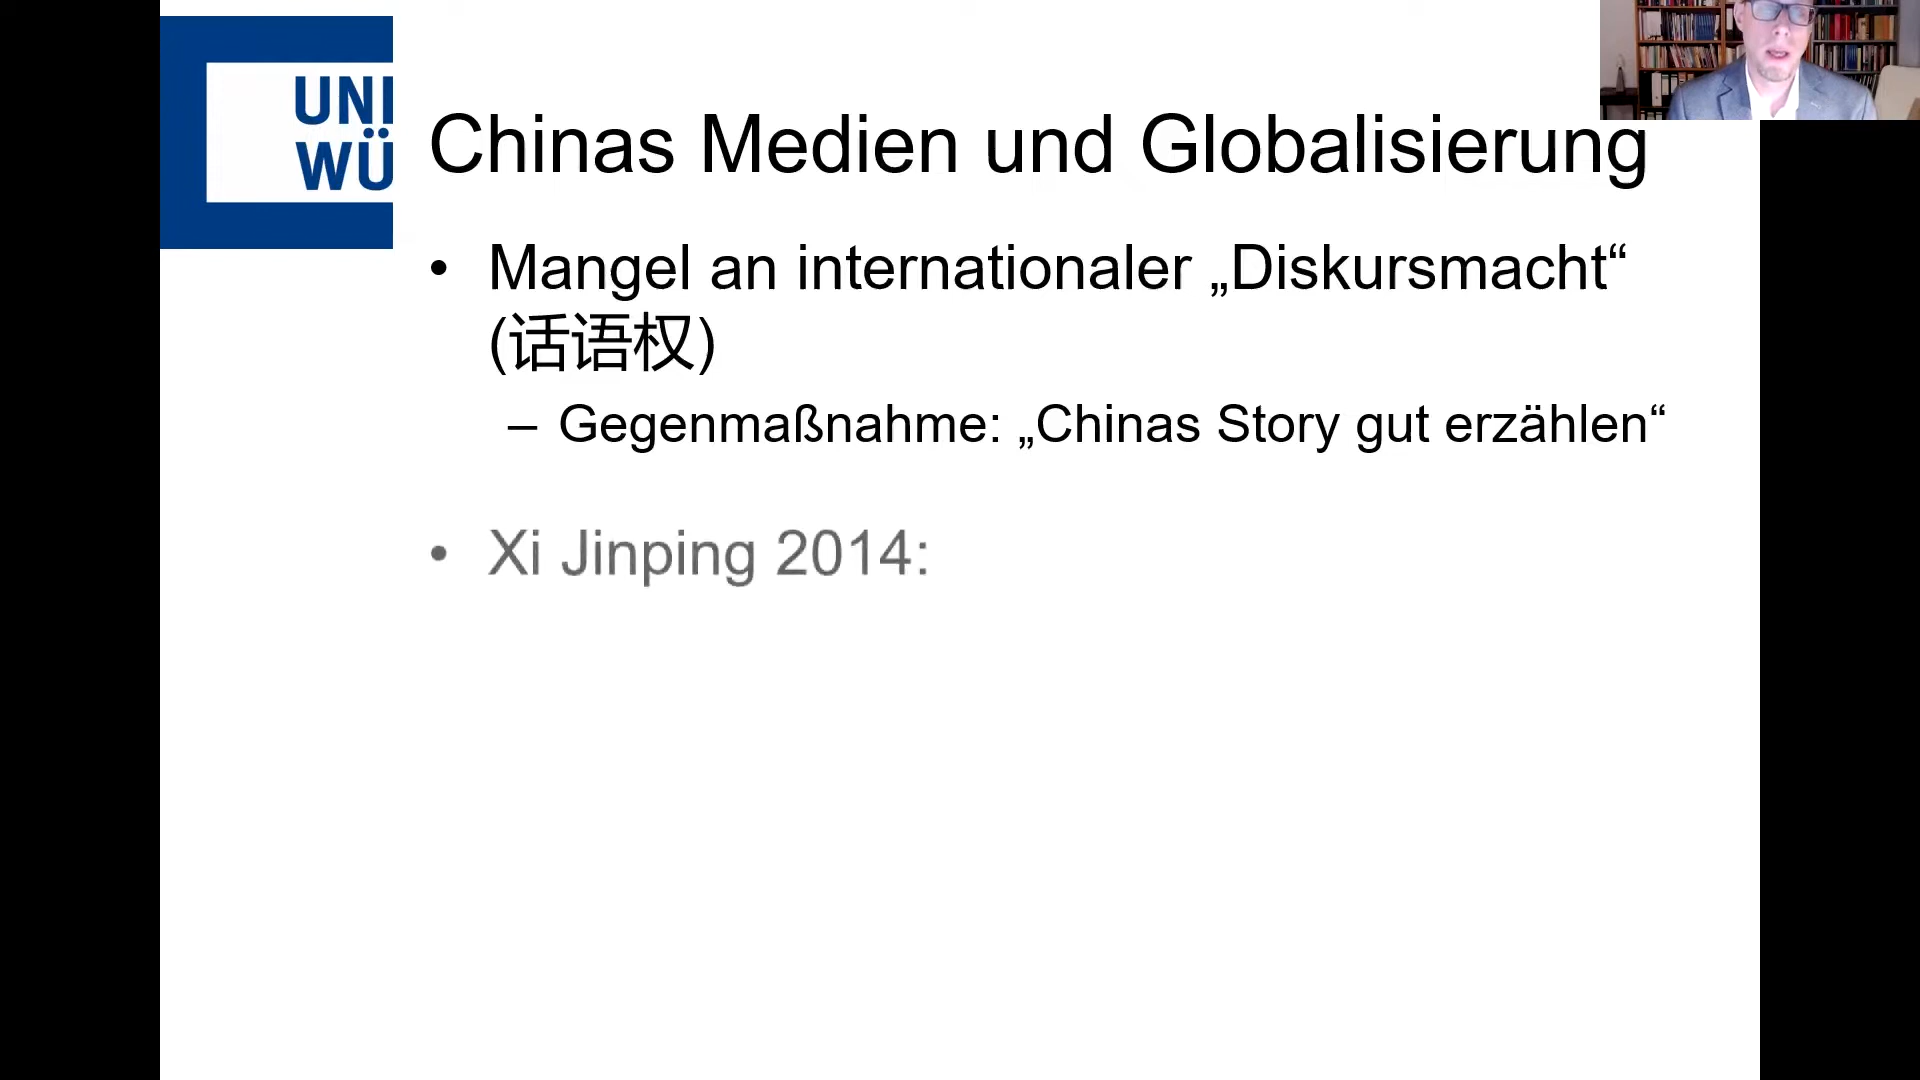 UNI
WÜ
Chinas Medien und Globalisierung
• Mangel an internationaler „Diskursmacht“
(话语权)
– Gegenmaßnahme: „Chinas Story gut erzählen“
• Xi Jinping 2014: